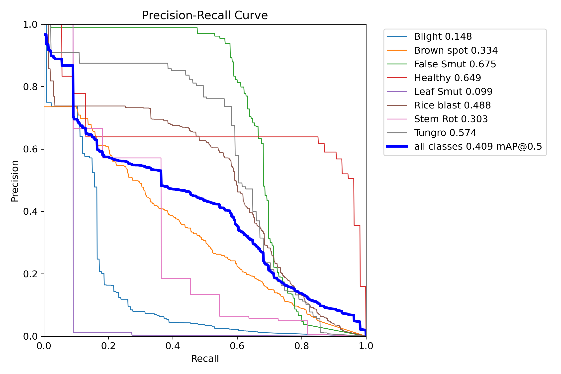 Precision-Recall Curve
1.0
0.8
0.6
0.4
0.2
0.0
Precision
0.0 0.2 0.4 0.6 0.8 1.0
Recall
Blight 0.148
Brown spot 0.334
False Smut 0.675
Healthy 0.649
Leaf Smut 0.099
Rice blast 0.488
Stem Rot 0.303
Tungro 0.574
all classes 0.409 mAP@0.5